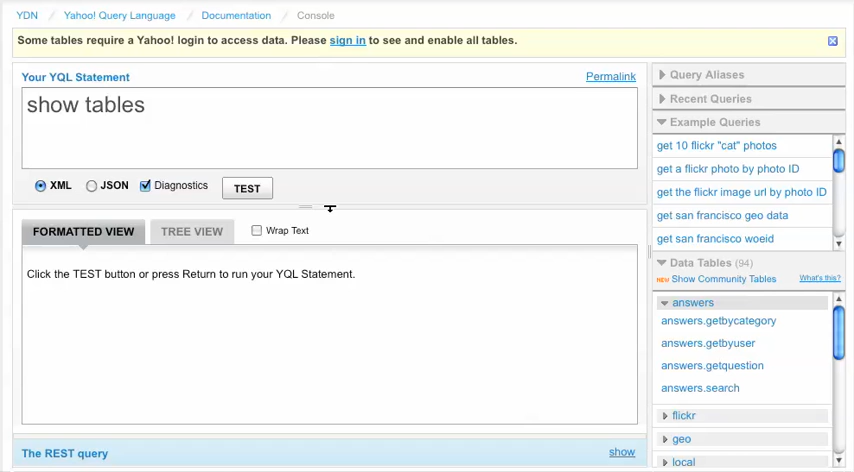 YDN / Yahoo! Query Language / Documentation / Console
Some tables require a Yahoo! login to access data. Please sign in to see and enable all tables.
Your YQL Statement
Permalink
show tables
XML JSON Diagnostics TEST
FORMATTED VIEW TREE VIEW Wrap Text
Click the TEST button or press Return to run your YQL Statement.
The REST query
show
Query Aliases
Recent Queries
Example Queries
get 10 flickr "cat" photos
get a flickr photo by photo ID
get the flickr image url by photo ID
get san francisco geo data
get san francisco woeid
Data Tables (94)
NEW Show Community Tables What's this?
answers
answers.getbycategory
answers.getbyuser
answers.getquestion
answers.search
flickr
geo
local